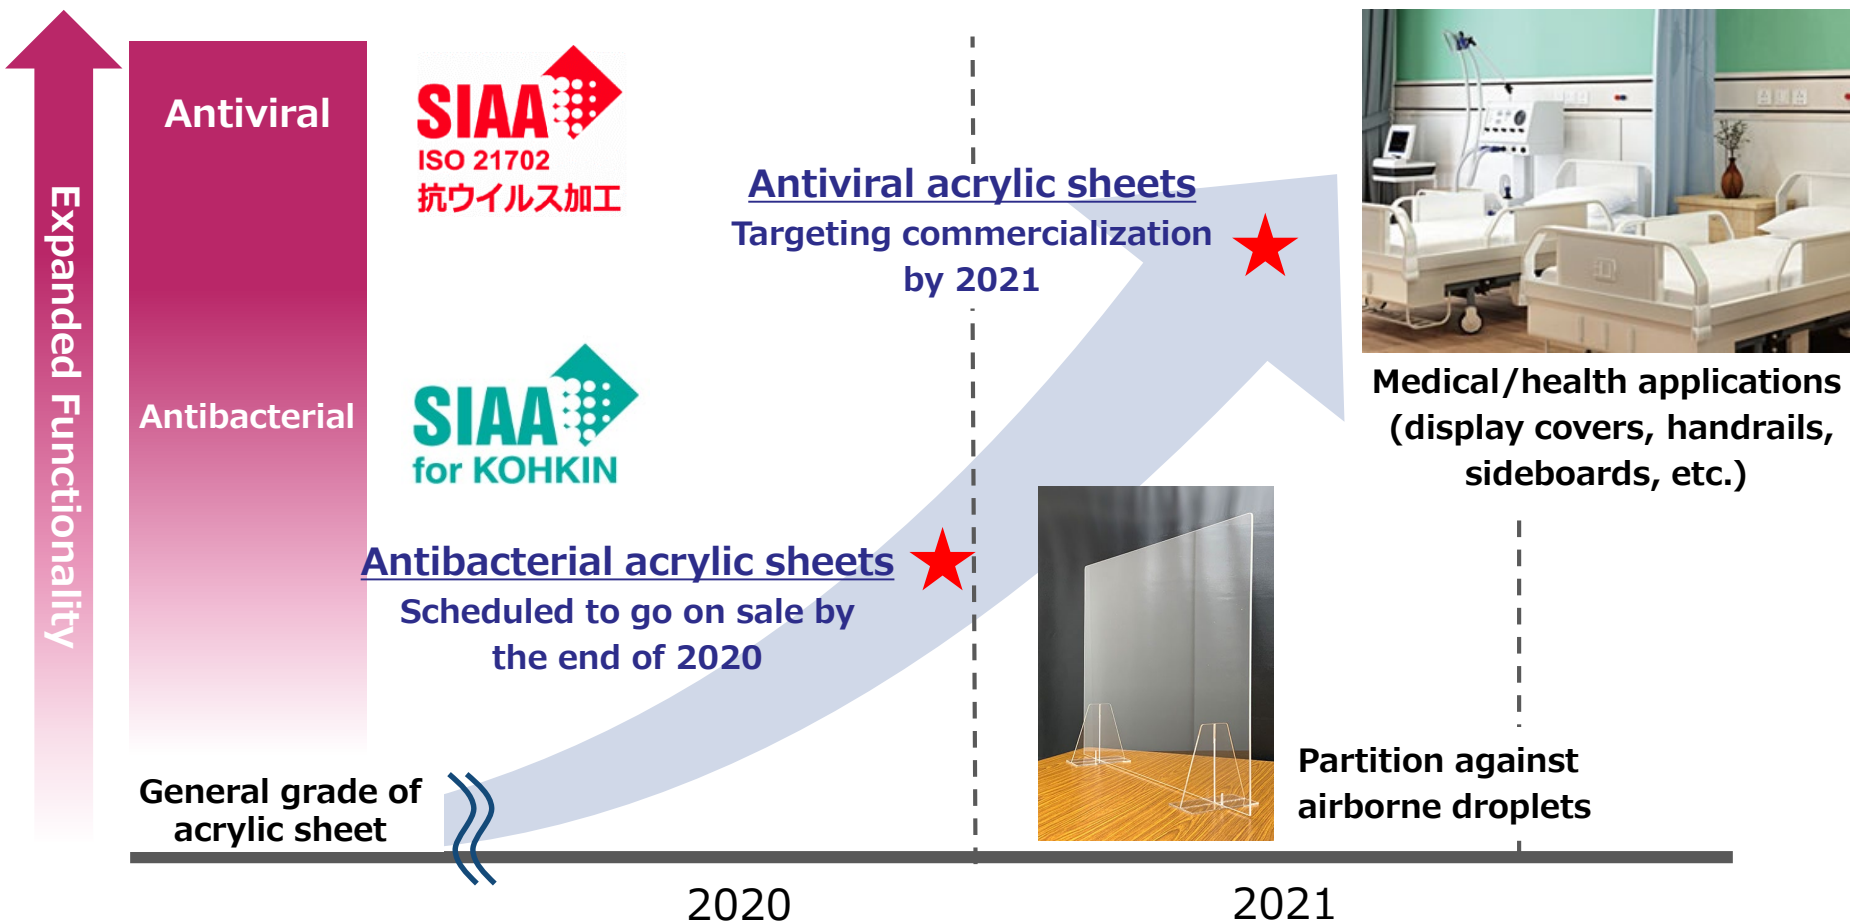 Expanded Functionality
Antiviral
SIAA
ISO 21702
抗ウイルス加工
Antiviral acrylic sheets
Targeting commercialization
by 2021
Antibacterial
SIAA
for KOHKIN
Medical/health applications
(display covers, handrails,
sideboards, etc.)
Antibacterial acrylic sheets
Scheduled to go on sale by
the end of 2020
General grade of
acrylic sheet
Partition against
airborne droplets
2020
2021